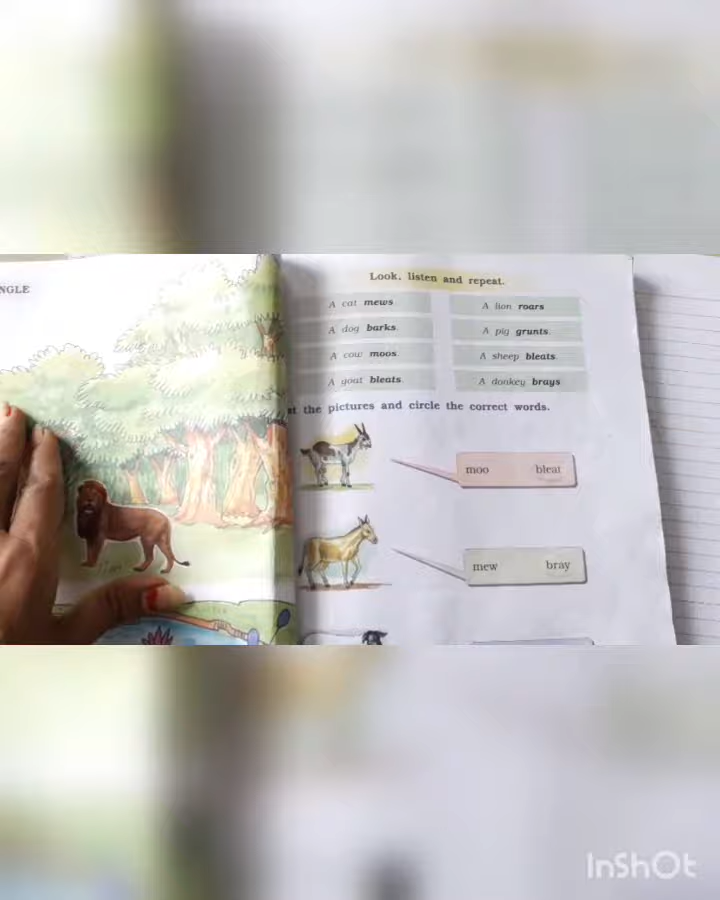 NGLE
Look, listen and repeat.
A cat mews
A lion roars
A dog barks
A pig grunts.
A cow moos
A sheep bleats.
A goat bleats.
A donkey brays
at the pictures and circle the correct words.
moo bleat
mew bray
InShOt